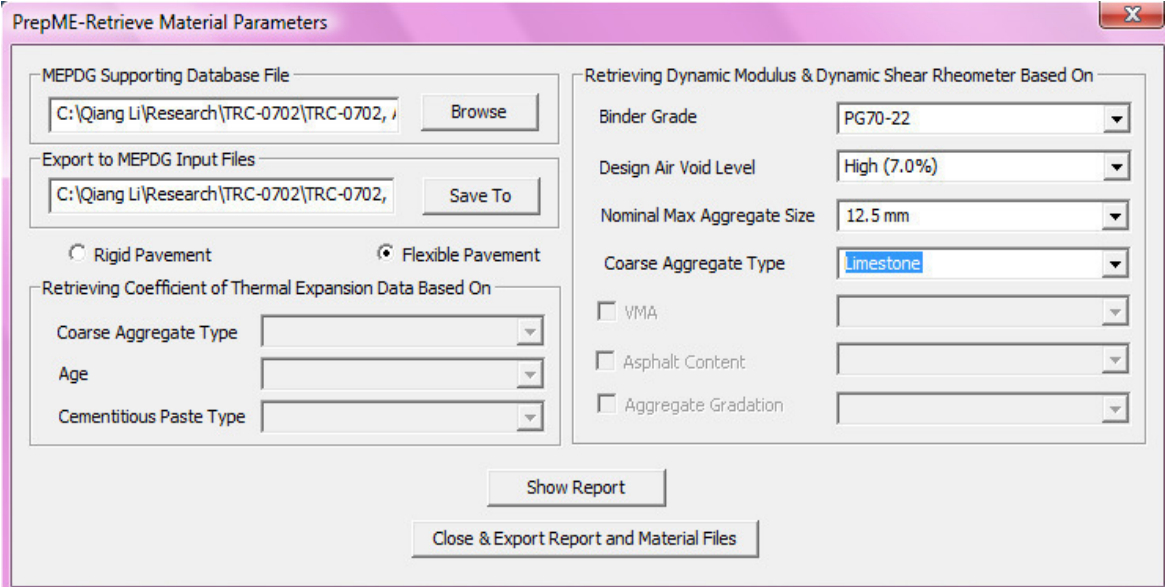 PrepME-Retrieve Material Parameters
MEPDG Supporting Database File
C:\Qiang Li\Research\TRC-0702\TRC-0702, /
Browse
Export to MEPDG Input Files
C:\Qiang Li\Research\TRC-0702\TRC-0702,
Save To
Rigid Pavement
Flexible Pavement
Retrieving Coefficient of Thermal Expansion Data Based On
Coarse Aggregate Type
Age
Cementitious Paste Type
Retrieving Dynamic Modulus & Dynamic Shear Rheometer Based On
Binder Grade PG70-22
Design Air Void Level High (7.0%)
Nominal Max Aggregate Size 12.5 mm
Coarse Aggregate Type Limestone
VMA
Asphalt Content
Aggregate Gradation
Show Report
Close & Export Report and Material Files